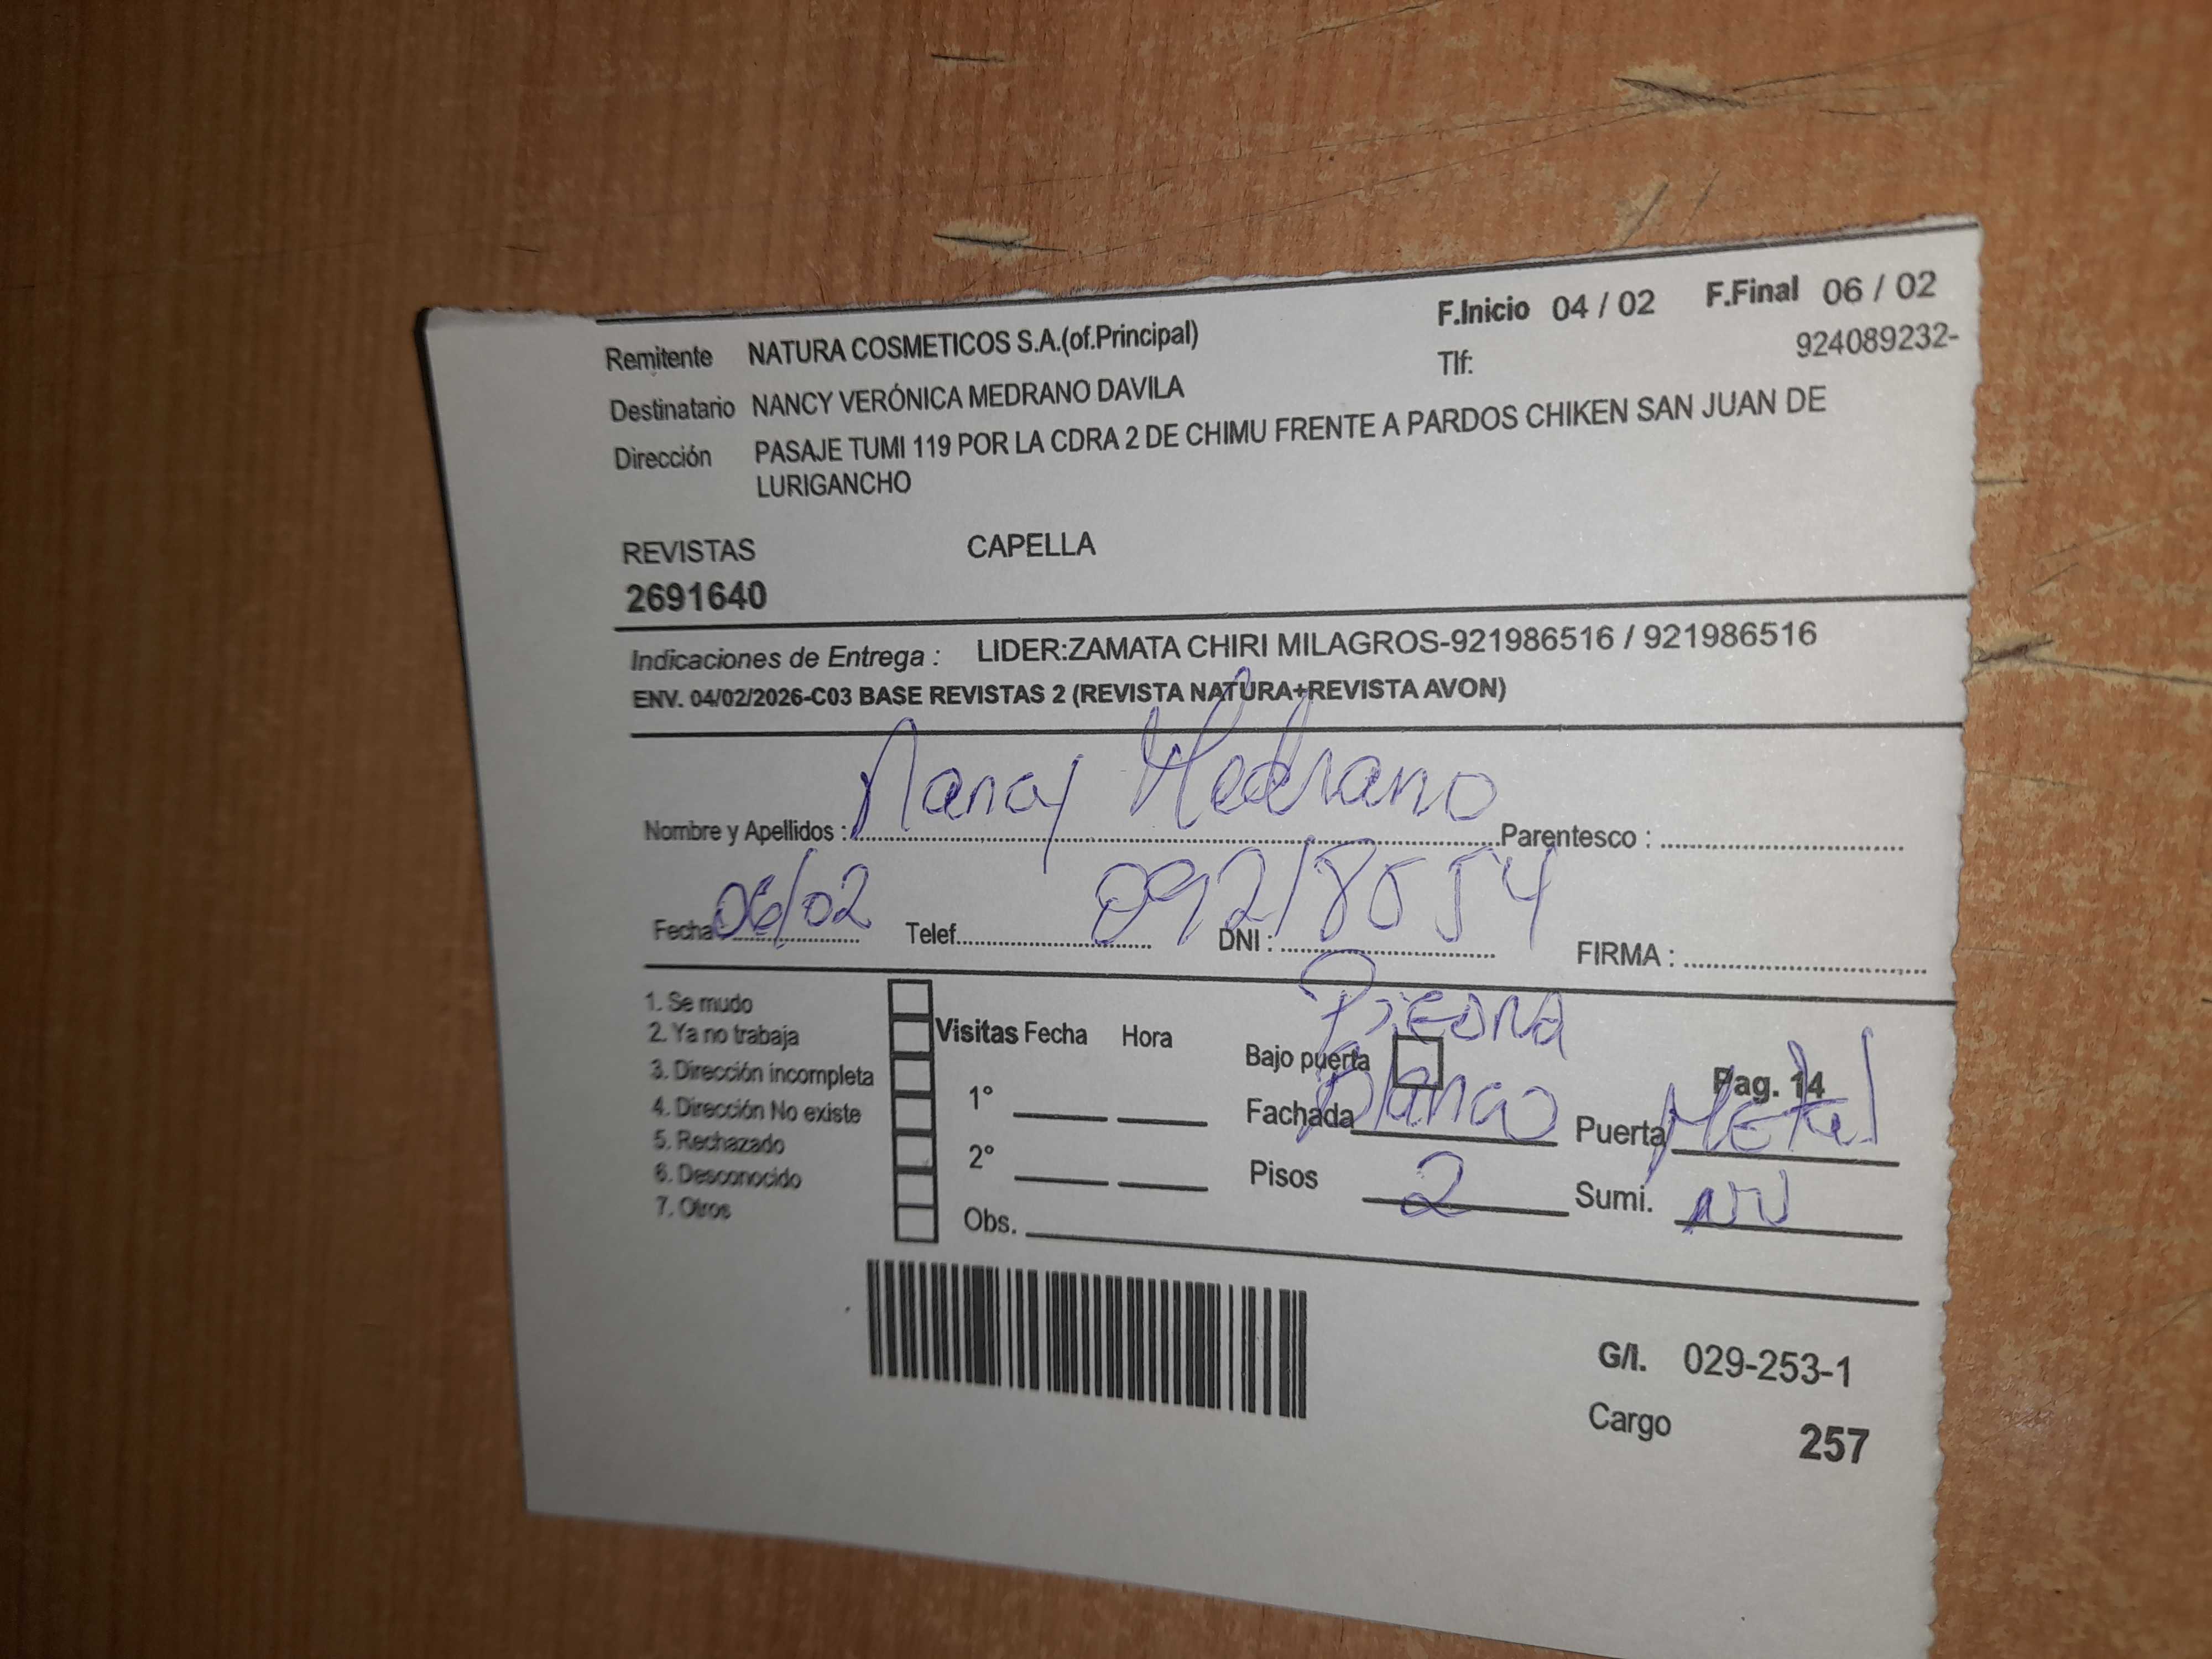 F.Inicio 04 / 02 F.Final 06 / 02
Remitente NATURA COSMETICOS S.A.(of.Principal) Tlf: 924089232-
Destinatario NANCY VERÓNICA MEDRANO DAVILA
Dirección PASAJE TUMI 119 POR LA CDRA 2 DE CHIMU FRENTE A PARDOS CHIKEN SAN JUAN DE
LURIGANCHO
REVISTAS CAPELLA
2691640
Indicaciones de Entrega : LIDER:ZAMATA CHIRI MILAGROS-921986516 / 921986516
ENV. 04/02/2026-C03 BASE REVISTAS 2 (REVISTA NATURA+REVISTA AVON)
Nombre y Apellidos : Nancy Medrano Parentesco :
Fecha 06/02 Telef. DNI : FIRMA :
1. Se mudo
2. Ya no trabaja
3. Dirección incompleta
4. Dirección No existe
5. Rechazado
6. Desconocido
7. Otros
Visitas Fecha Hora
1°
2°
Obs.
Bajo puerta Pag. 14
Fachada blanco Puerta Metal
Pisos 2 Sumi.
G/I. 029-253-1
Cargo 257